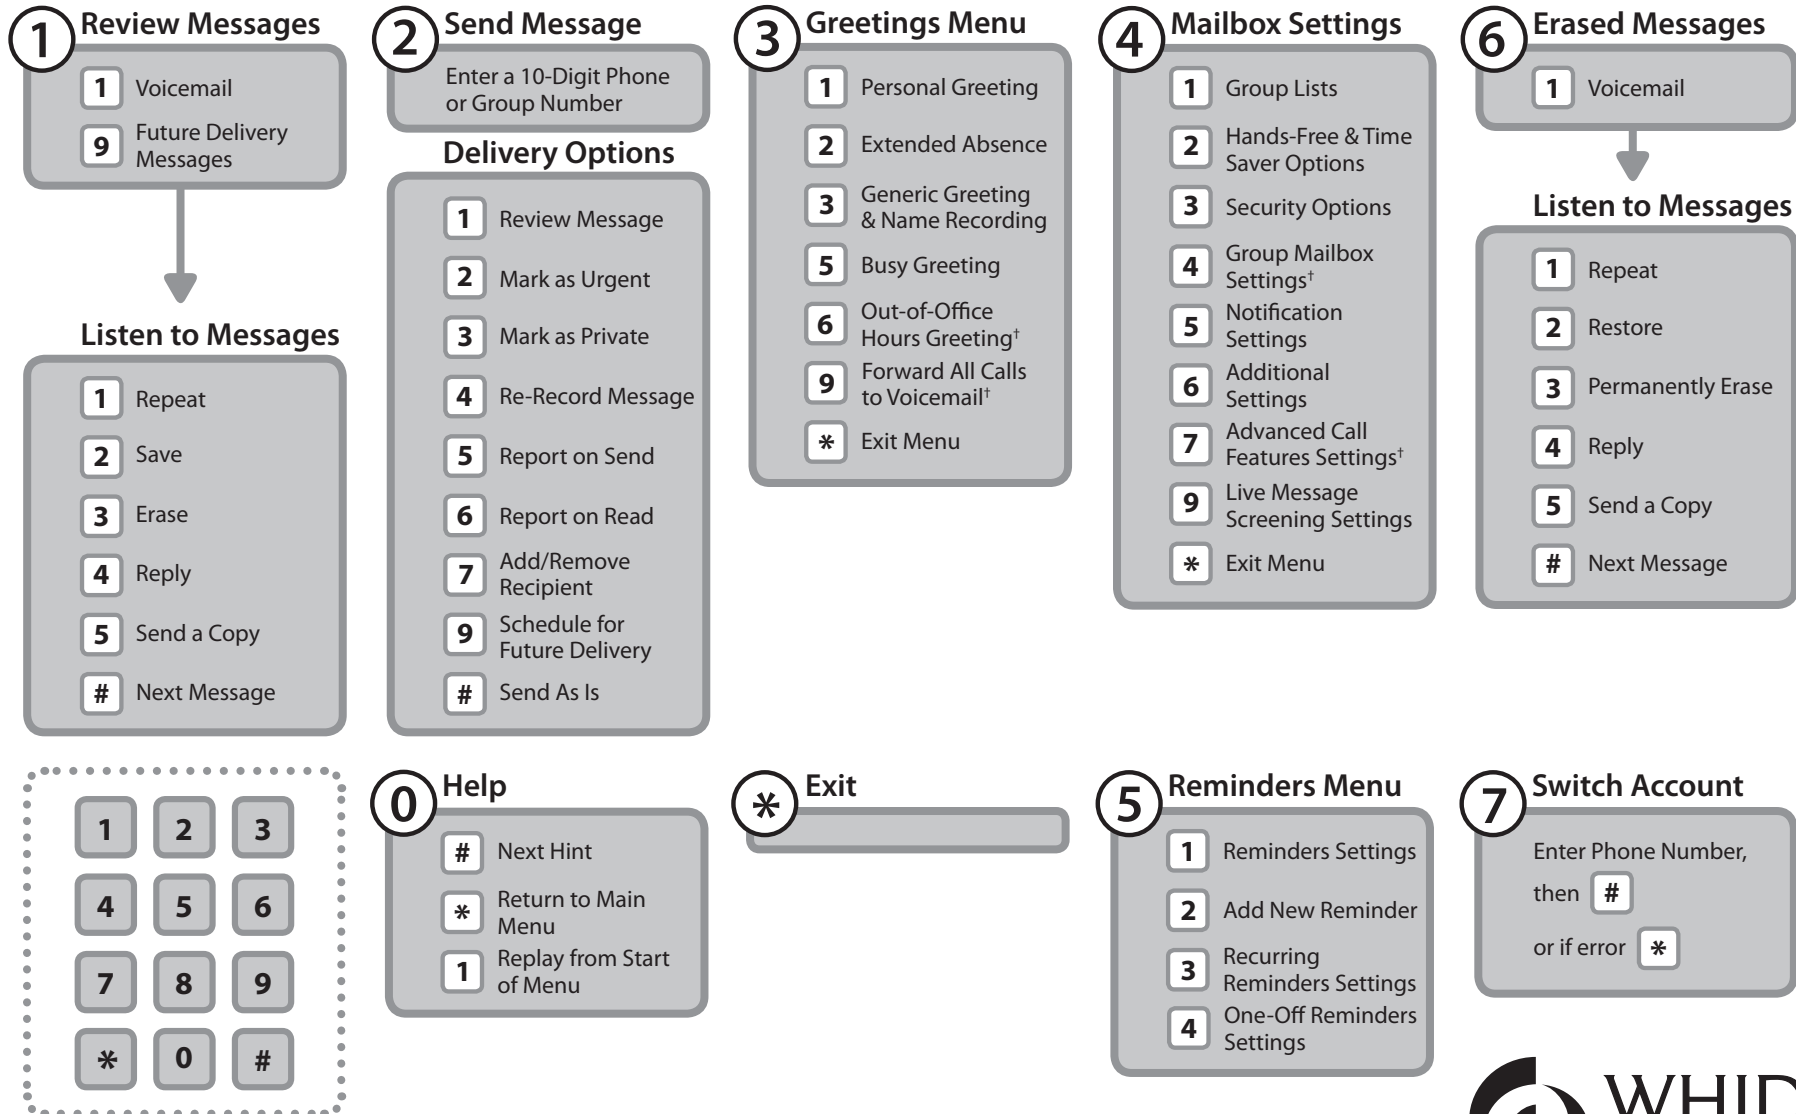 1 Review Messages
1 Voicemail
9 Future Delivery
Messages
Listen to Messages
1 Repeat
2 Save
3 Erase
4 Reply
5 Send a Copy
# Next Message
2 Send Message
Enter a 10-Digit Phone
or Group Number
Delivery Options
1 Review Message
2 Mark as Urgent
3 Mark as Private
4 Re-Record Message
5 Report on Send
6 Report on Read
7 Add/Remove
Recipient
9 Schedule for
Future Delivery
# Send As Is
3 Greetings Menu
1 Personal Greeting
2 Extended Absence
3 Generic Greeting
& Name Recording
5 Busy Greeting
6 Out-of-Office
Hours Greeting†
9 Forward All Calls
to Voicemail†
* Exit Menu
4 Mailbox Settings
1 Group Lists
2 Hands-Free & Time
Saver Options
3 Security Options
4 Group Mailbox
Settings†
5 Notification
Settings
6 Additional
Settings
7 Advanced Call
Features Settings†
9 Live Message
Screening Settings
* Exit Menu
6 Erased Messages
1 Voicemail
Listen to Messages
1 Repeat
2 Restore
3 Permanently Erase
4 Reply
5 Send a Copy
# Next Message
1 2 3
4 5 6
7 8 9
* 0 #
0 Help
# Next Hint
* Return to Main
Menu
1 Replay from Start
of Menu
* Exit
5 Reminders Menu
1 Reminders Settings
2 Add New Reminder
3 Recurring
Reminders Settings
4 One-Off Reminders
Settings
7 Switch Account
Enter Phone Number,
then #
or if error *